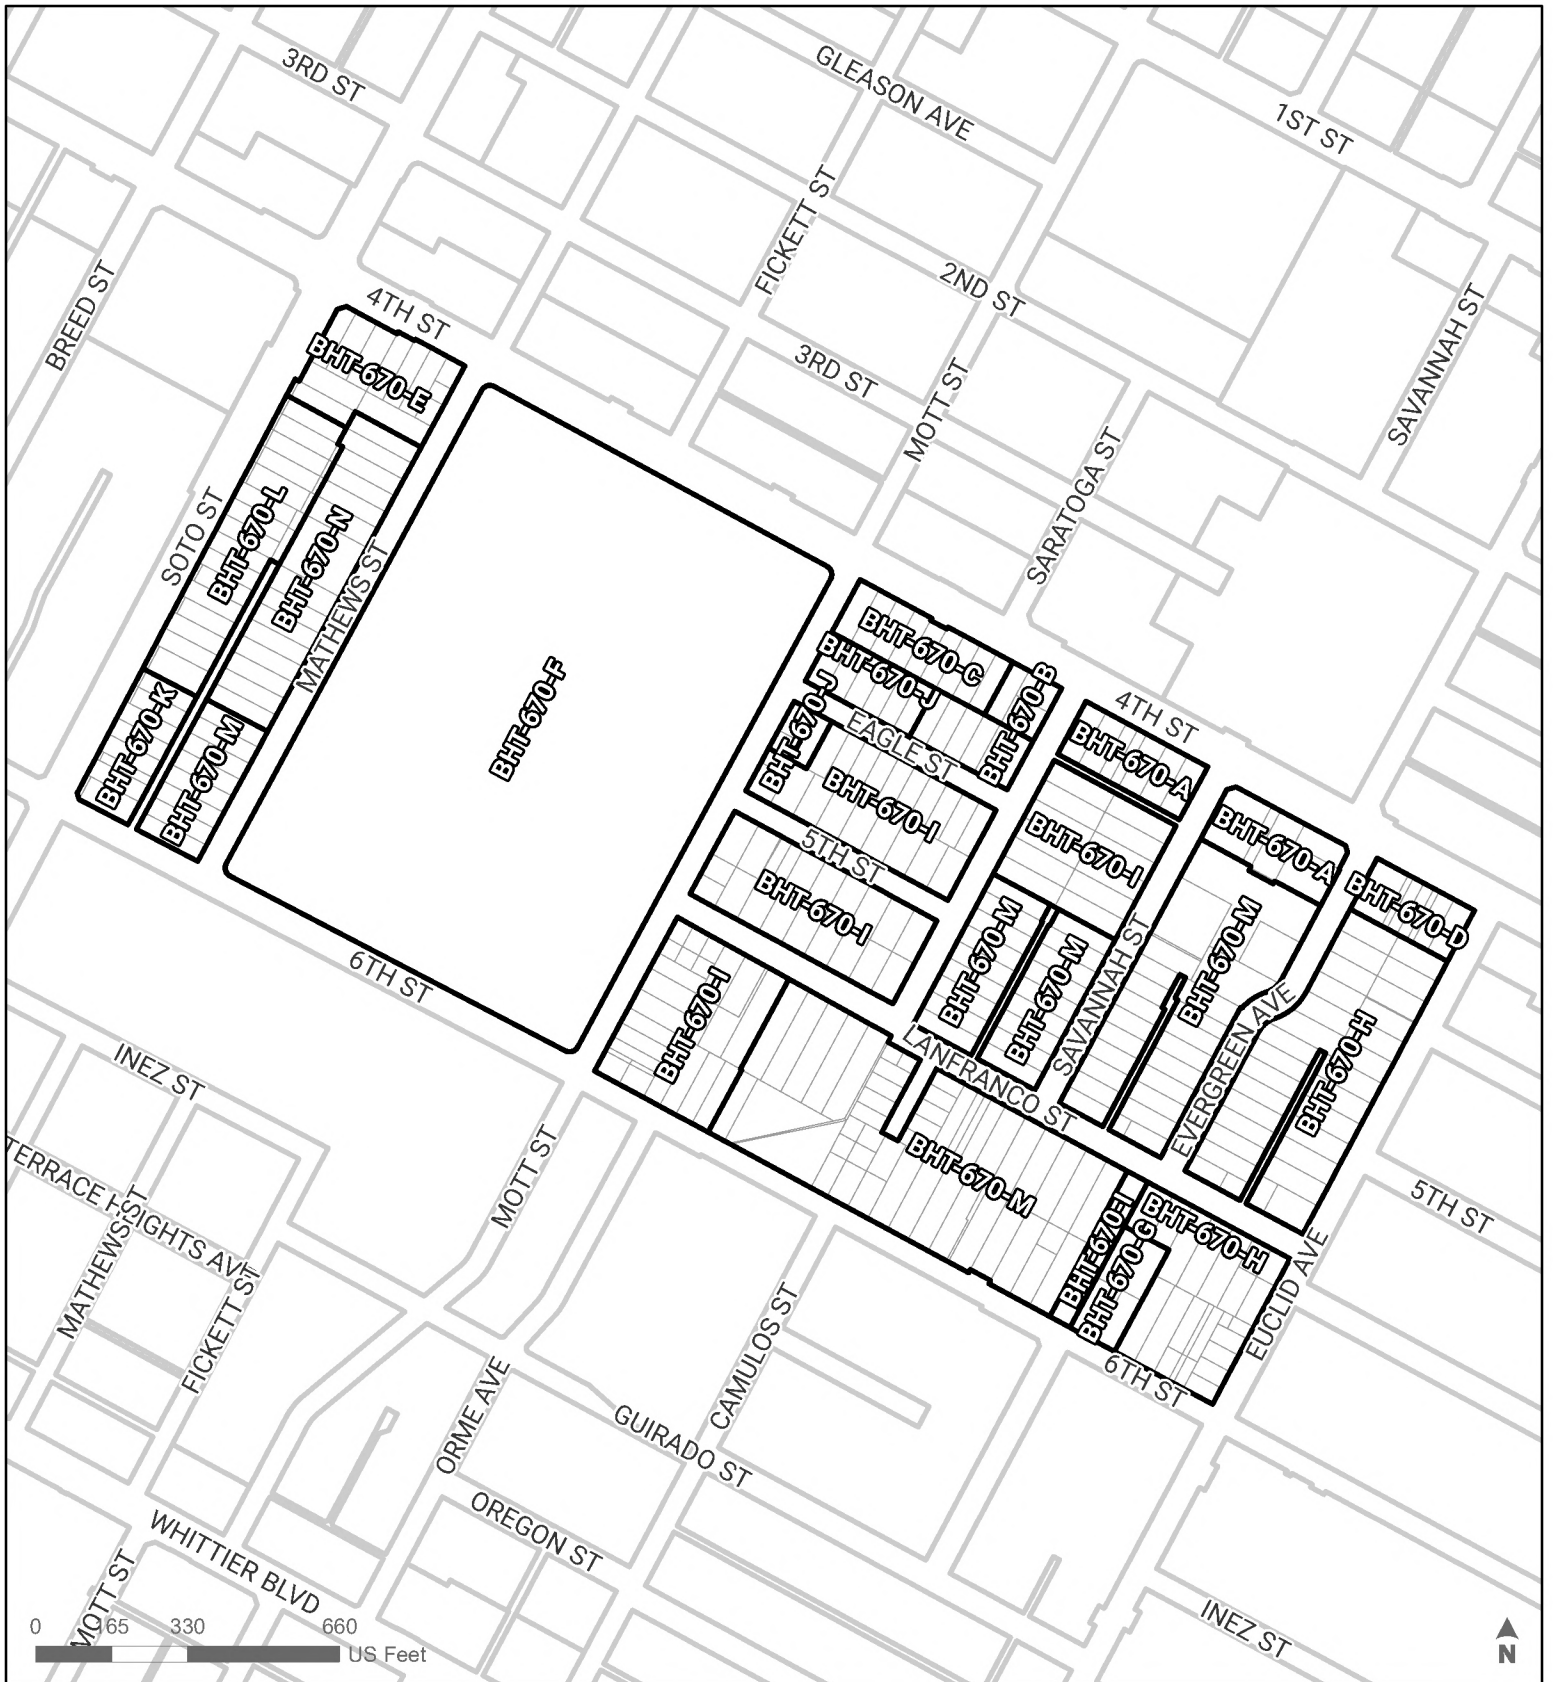 3RD ST
GLEASON AVE
1ST ST
FICKETT ST
2ND ST
BREED ST
4TH ST
SAVANNAH ST
3RD ST
MOTT ST
SARATOGA ST
BHT-670-E
SOTO ST
BHT-670-L
BHT-670-N
MATHEWS ST
BHT-670-F
BHT-670-C
BHT-670-J
BHT-670-B
BHT-670-J
EAGLE ST
4TH ST
BHT-670-A
BHT-670-K
BHT-670-M
BHT-670-I
BHT-670-I
BHT-670-A
5TH ST
BHT-670-I
BHT-670-D
BHT-670-M
BHT-670-M
BHT-670-M
SAVANNAH ST
6TH ST
BHT-670-I
LANFRANCO ST
EVERGREEN AVE
BHT-670-H
INEZ ST
MOTT ST
BHT-670-M
BHT-670-I
BHT-670-G
BHT-670-H
5TH ST
TERRACE HEIGHTS AVE
MATHEWS ST
FICKETT ST
EUCLID AVE
CAMULOS ST
6TH ST
ORME AVE
GUIRADO ST
OREGON ST
WHITTIER BLVD
MOTT ST
INEZ ST
0 165 330 660
US Feet
N